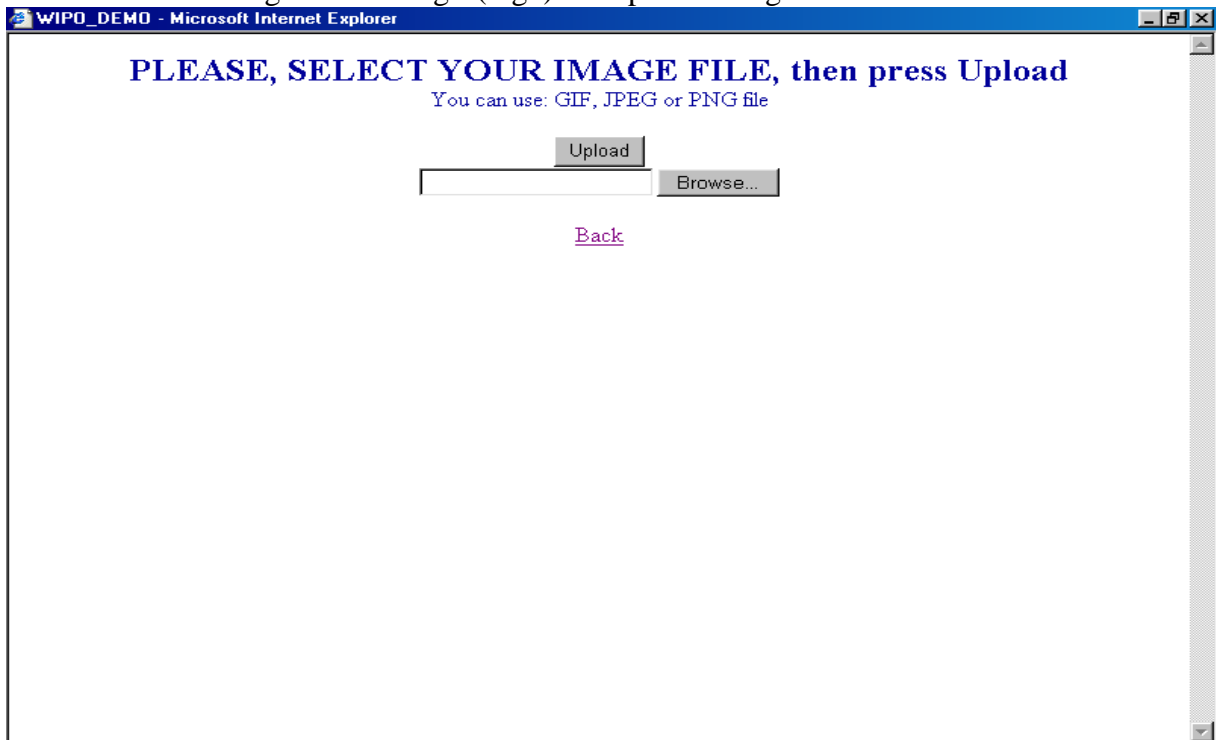 WIPO_DEMO - Microsoft Internet Explorer
PLEASE, SELECT YOUR IMAGE FILE, then press Upload
You can use: GIF, JPEG or PNG file
Upload
Browse...
Back